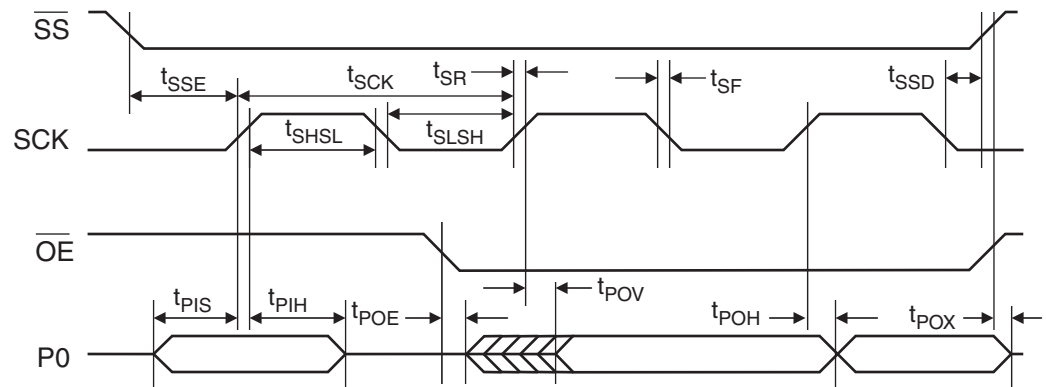 SS
tSSE tSCK tSR tSF tSSD
SCK tSHSL tSLSH
OE
tPIS tPIH tPOE tPOV tPOH tPOX
P0